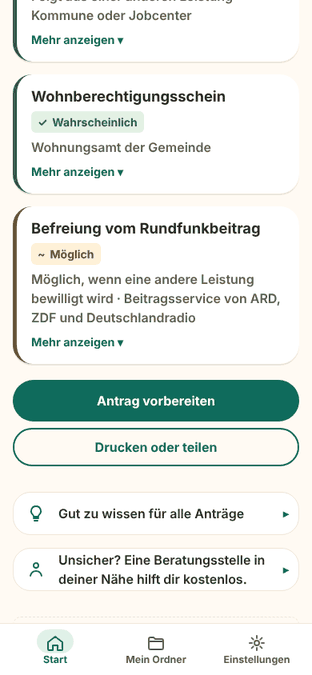 Kommune oder Jobcenter
Mehr anzeigen ▾
Wohnberechtigungsschein
✓ Wahrscheinlich
Wohnungsamt der Gemeinde
Mehr anzeigen ▾
Befreiung vom Rundfunkbeitrag
~ Möglich
Möglich, wenn eine andere Leistung
bewilligt wird · Beitragsservice von ARD,
ZDF und Deutschlandradio
Mehr anzeigen ▾
Antrag vorbereiten
Drucken oder teilen
Gut zu wissen für alle Anträge ▸
Unsicher? Eine Beratungsstelle in
deiner Nähe hilft dir kostenlos. ▸
Start
Mein Ordner
Einstellungen